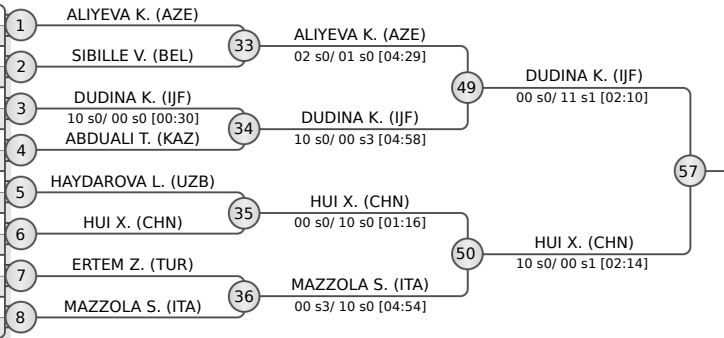 1
ALIYEVA K. (AZE)
2
SIBILLE V. (BEL)
33
ALIYEVA K. (AZE)
02 s0/ 01 s0 [04:29]
3
DUDINA K. (IJF)
10 s0/ 00 s0 [00:30]
4
ABDUALI T. (KAZ)
34
DUDINA K. (IJF)
10 s0/ 00 s3 [04:58]
49
DUDINA K. (IJF)
00 s0/ 11 s1 [02:10]
5
HAYDAROVA L. (UZB)
6
HUI X. (CHN)
35
HUI X. (CHN)
00 s0/ 10 s0 [01:16]
7
ERTEM Z. (TUR)
8
MAZZOLA S. (ITA)
36
MAZZOLA S. (ITA)
00 s3/ 10 s0 [04:54]
50
HUI X. (CHN)
10 s0/ 00 s1 [02:14]
57